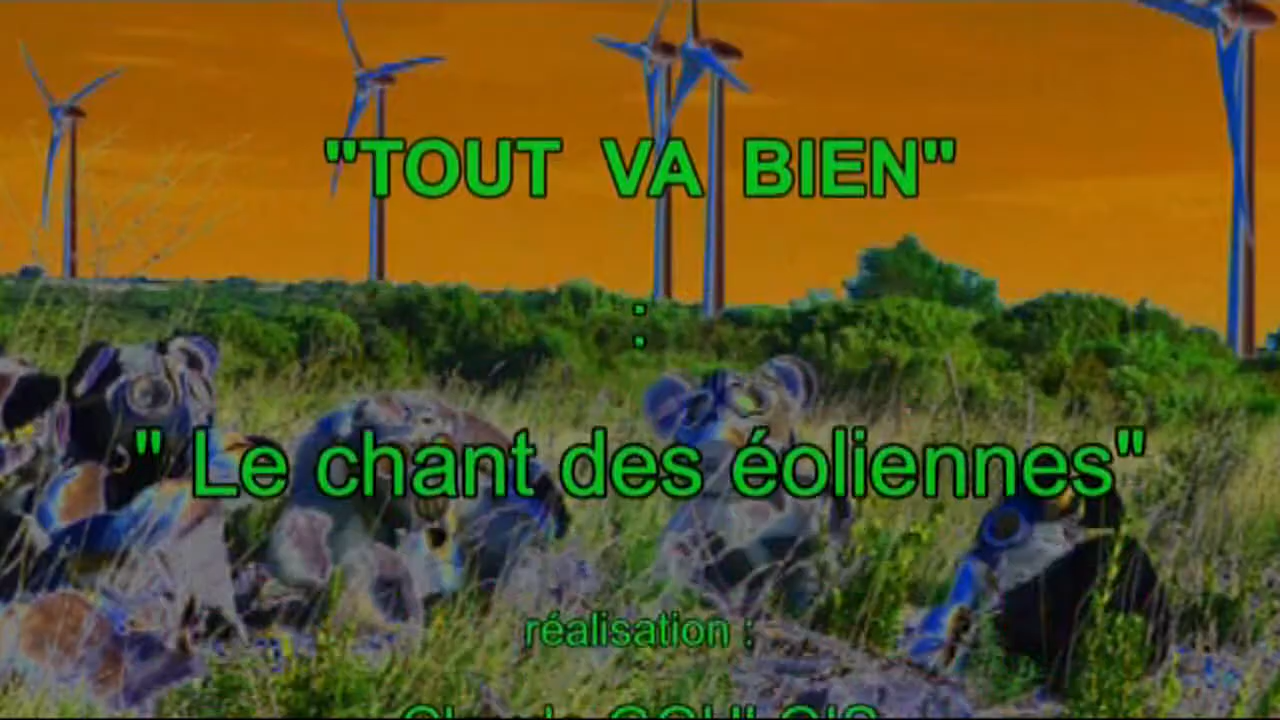 "TOUT VA BIEN"
:
" Le chant des éoliennes"
réalisation :